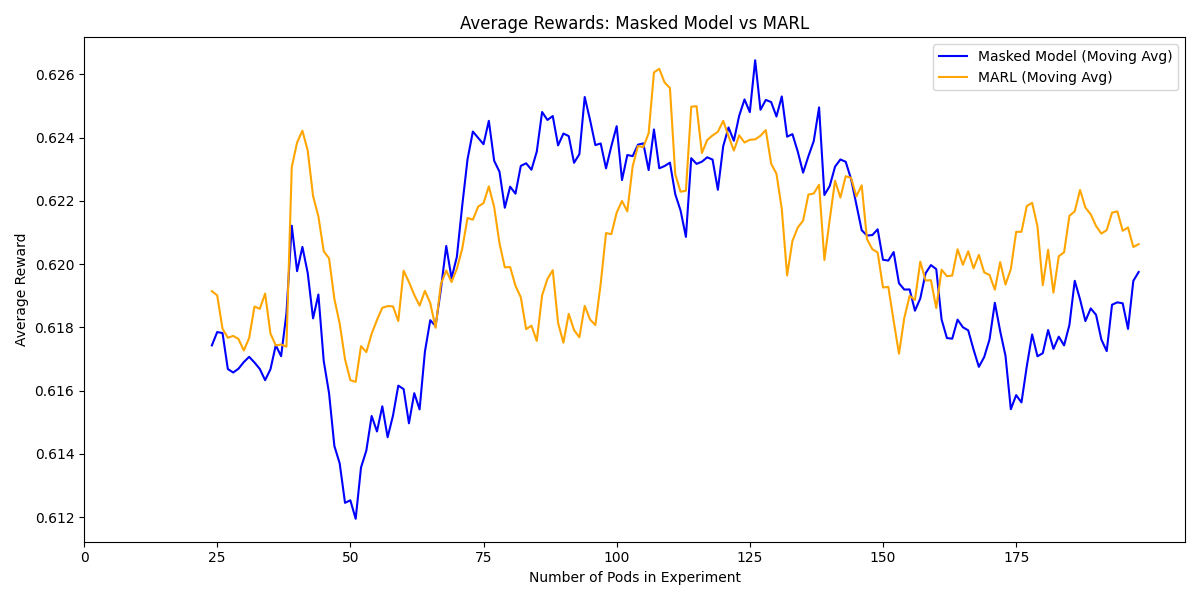 Average Rewards: Masked Model vs MARL
Masked Model (Moving Avg)
MARL (Moving Avg)
Average Reward
0.626
0.624
0.622
0.620
0.618
0.616
0.614
0.612
0 25 50 75 100 125 150 175
Number of Pods in Experiment